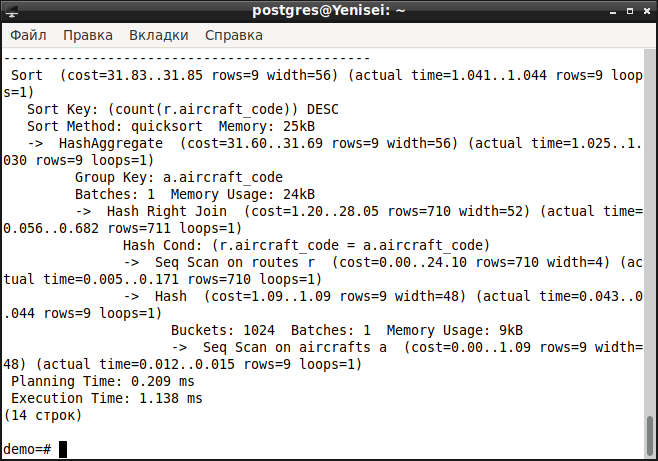 postgres@Yenisei: ~
Файл Правка Вкладки Справка
----------------------------------------------
 Sort  (cost=31.83..31.85 rows=9 width=56) (actual time=1.041..1.044 rows=9 loop
s=1)
   Sort Key: (count(r.aircraft_code)) DESC
   Sort Method: quicksort  Memory: 25kB
   ->  HashAggregate  (cost=31.60..31.69 rows=9 width=56) (actual time=1.025..1.
030 rows=9 loops=1)
         Group Key: a.aircraft_code
         Batches: 1  Memory Usage: 24kB
         ->  Hash Right Join  (cost=1.20..28.05 rows=710 width=52) (actual time=
0.056..0.682 rows=711 loops=1)
               Hash Cond: (r.aircraft_code = a.aircraft_code)
               ->  Seq Scan on routes r  (cost=0.00..24.10 rows=710 width=4) (ac
tual time=0.005..0.171 rows=710 loops=1)
               ->  Hash  (cost=1.09..1.09 rows=9 width=48) (actual time=0.043..0
.044 rows=9 loops=1)
                     Buckets: 1024  Batches: 1  Memory Usage: 9kB
                     ->  Seq Scan on aircrafts a  (cost=0.00..1.09 rows=9 width=
48) (actual time=0.012..0.015 rows=9 loops=1)
 Planning Time: 0.209 ms
 Execution Time: 1.138 ms
(14 строк)
demo=#